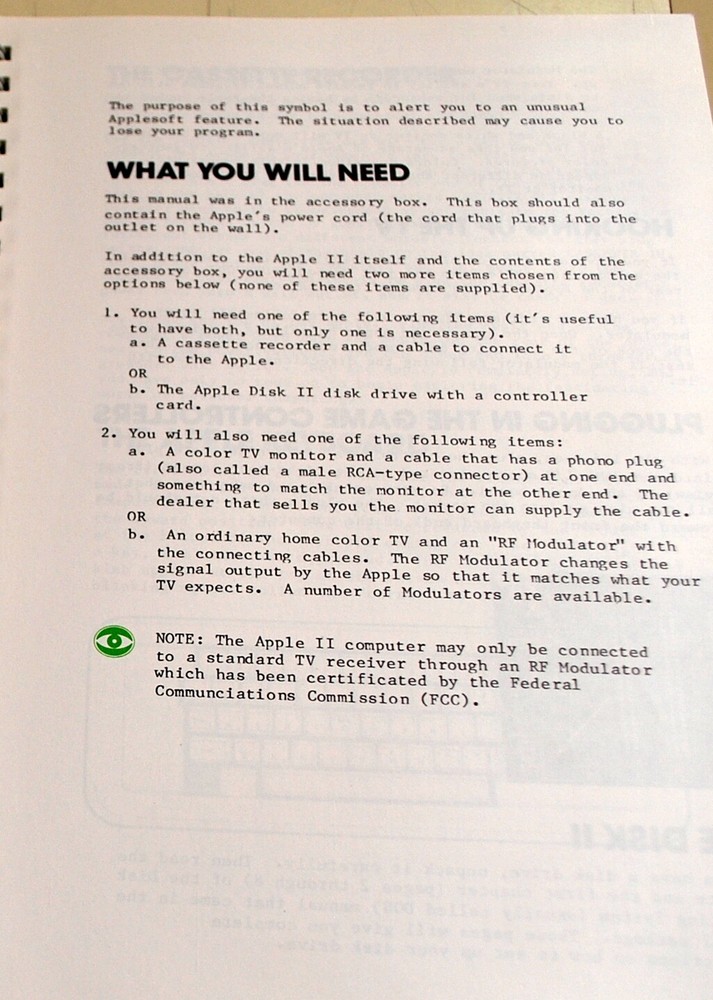 The purpose of this symbol is to alert you to an unusual
Applesoft feature. The situation described may cause you to
lose your program.
WHAT YOU WILL NEED
This manual was in the accessory box. This box should also
contain the Apple's power cord (the cord that plugs into the
outlet on the wall).
In addition to the Apple II itself and the contents of the
accessory box, you will need two more items chosen from the
options below (none of these items are supplied).
1. You will need one of the following items (it's useful
to have both, but only one is necessary).
a. A cassette recorder and a cable to connect it
to the Apple.
OR
b. The Apple Disk II disk drive with a controller
card.
2. You will also need one of the following items:
a. A color TV monitor and a cable that has a phono plug
(also called a male RCA-type connector) at one end and
something to match the monitor at the other end. The
dealer that sells you the monitor can supply the cable.
OR
b. An ordinary home color TV and an "RF Modulator" with
the connecting cables. The RF Modulator changes the
signal output by the Apple so that it matches what your
TV expects. A number of Modulators are available.
NOTE: The Apple II computer may only be connected
to a standard TV receiver through an RF Modulator
which has been certificated by the Federal
Communciations Commission (FCC).